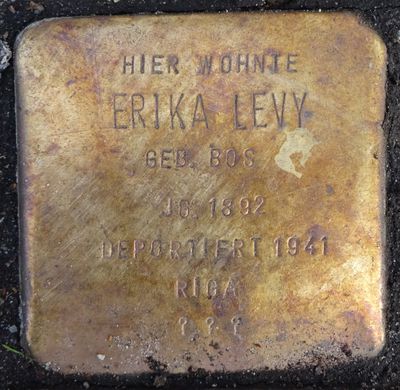 HIER WOHNTE
ERIKA LEVY
GEB. BOS
JG. 1892
DEPORTIERT 1941
RIGA
? ? ?